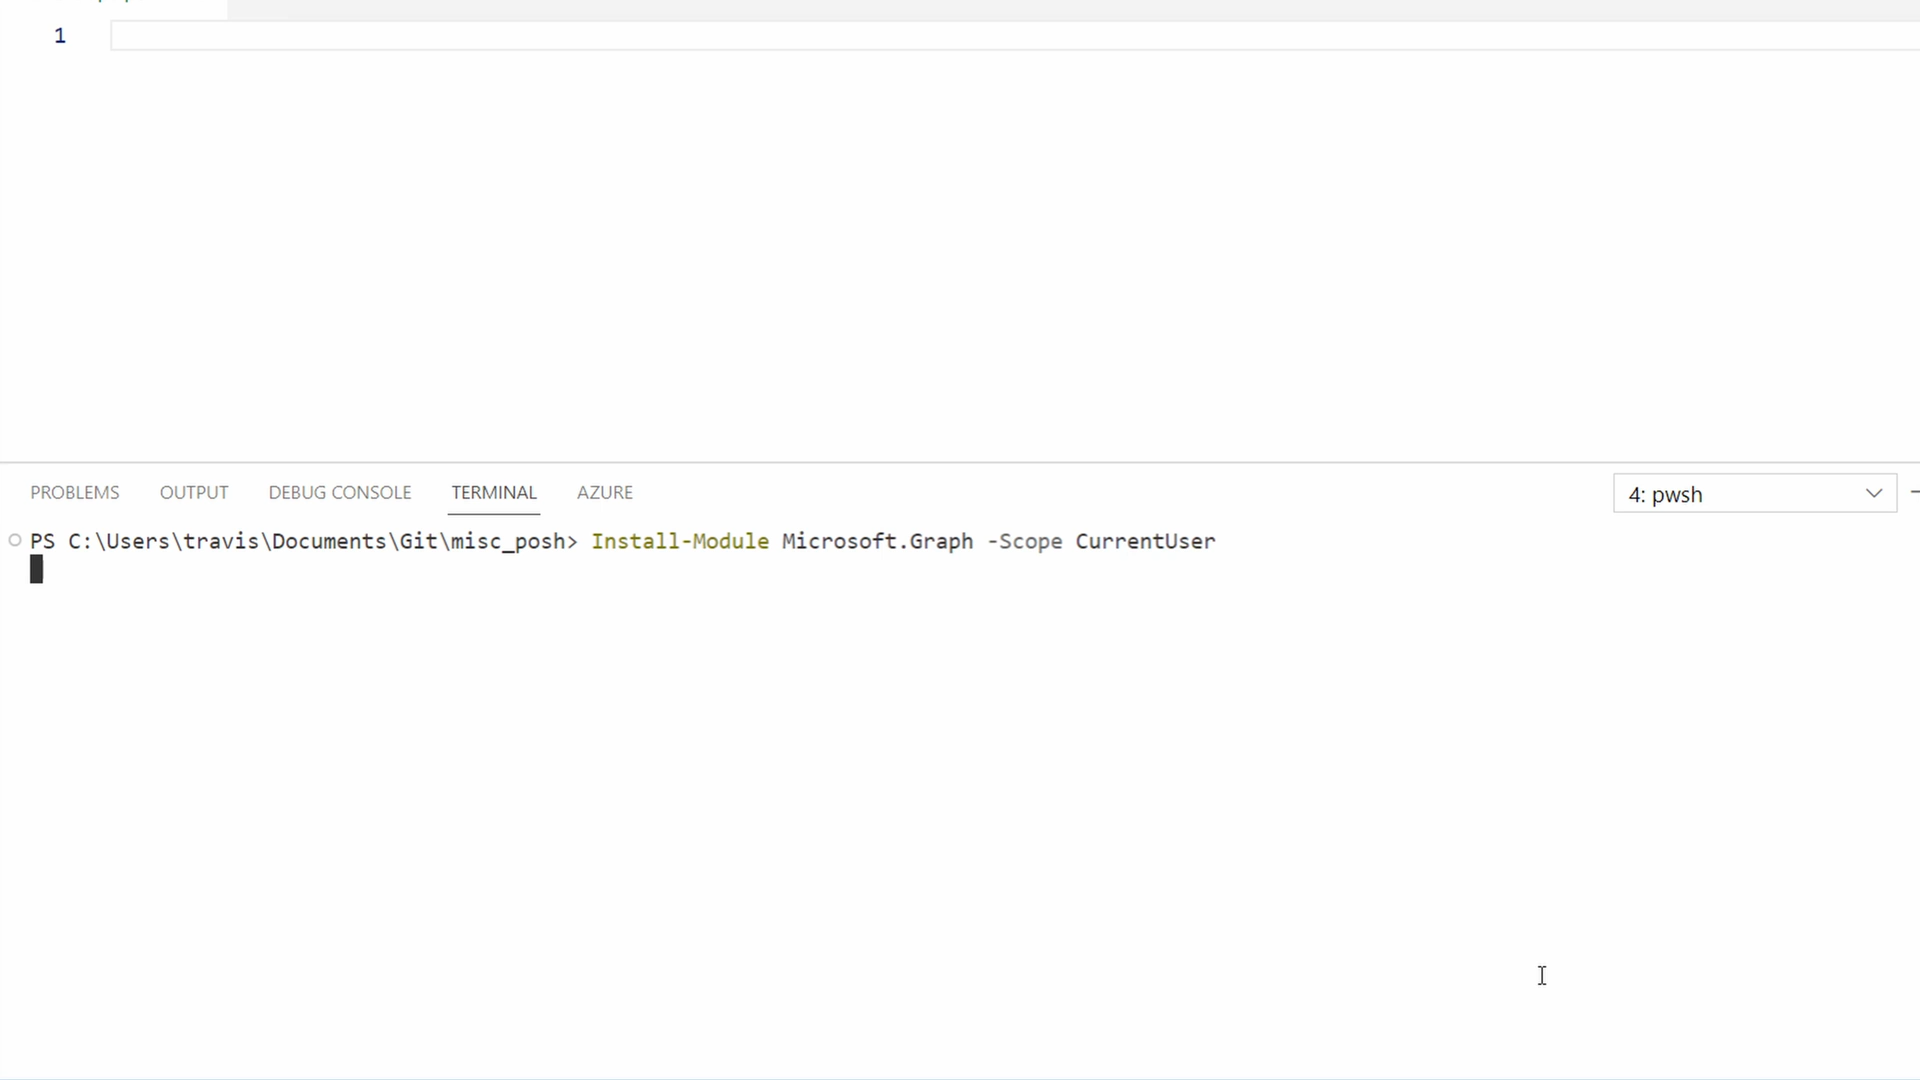 1
PROBLEMS OUTPUT DEBUG CONSOLE TERMINAL AZURE 4: pwsh
PS C:\Users\travis\Documents\Git\misc_posh> Install-Module Microsoft.Graph -Scope CurrentUser